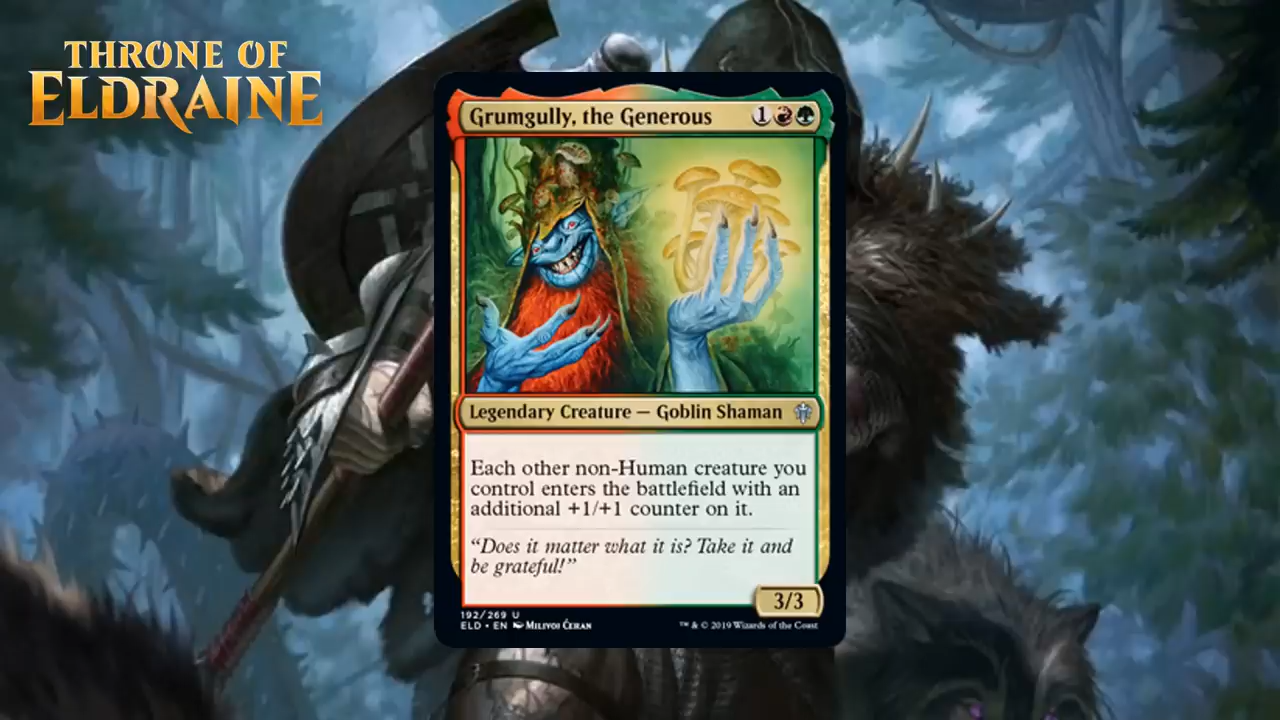 THRONE OF
ELDRAINE
Grumgully, the Generous 1
Legendary Creature — Goblin Shaman
Each other non-Human creature you
control enters the battlefield with an
additional +1/+1 counter on it.
“Does it matter what it is? Take it and
be grateful!”
3/3
192/269 U
ELD • EN Milivoj Ćeran
™ & © 2019 Wizards of the Coast